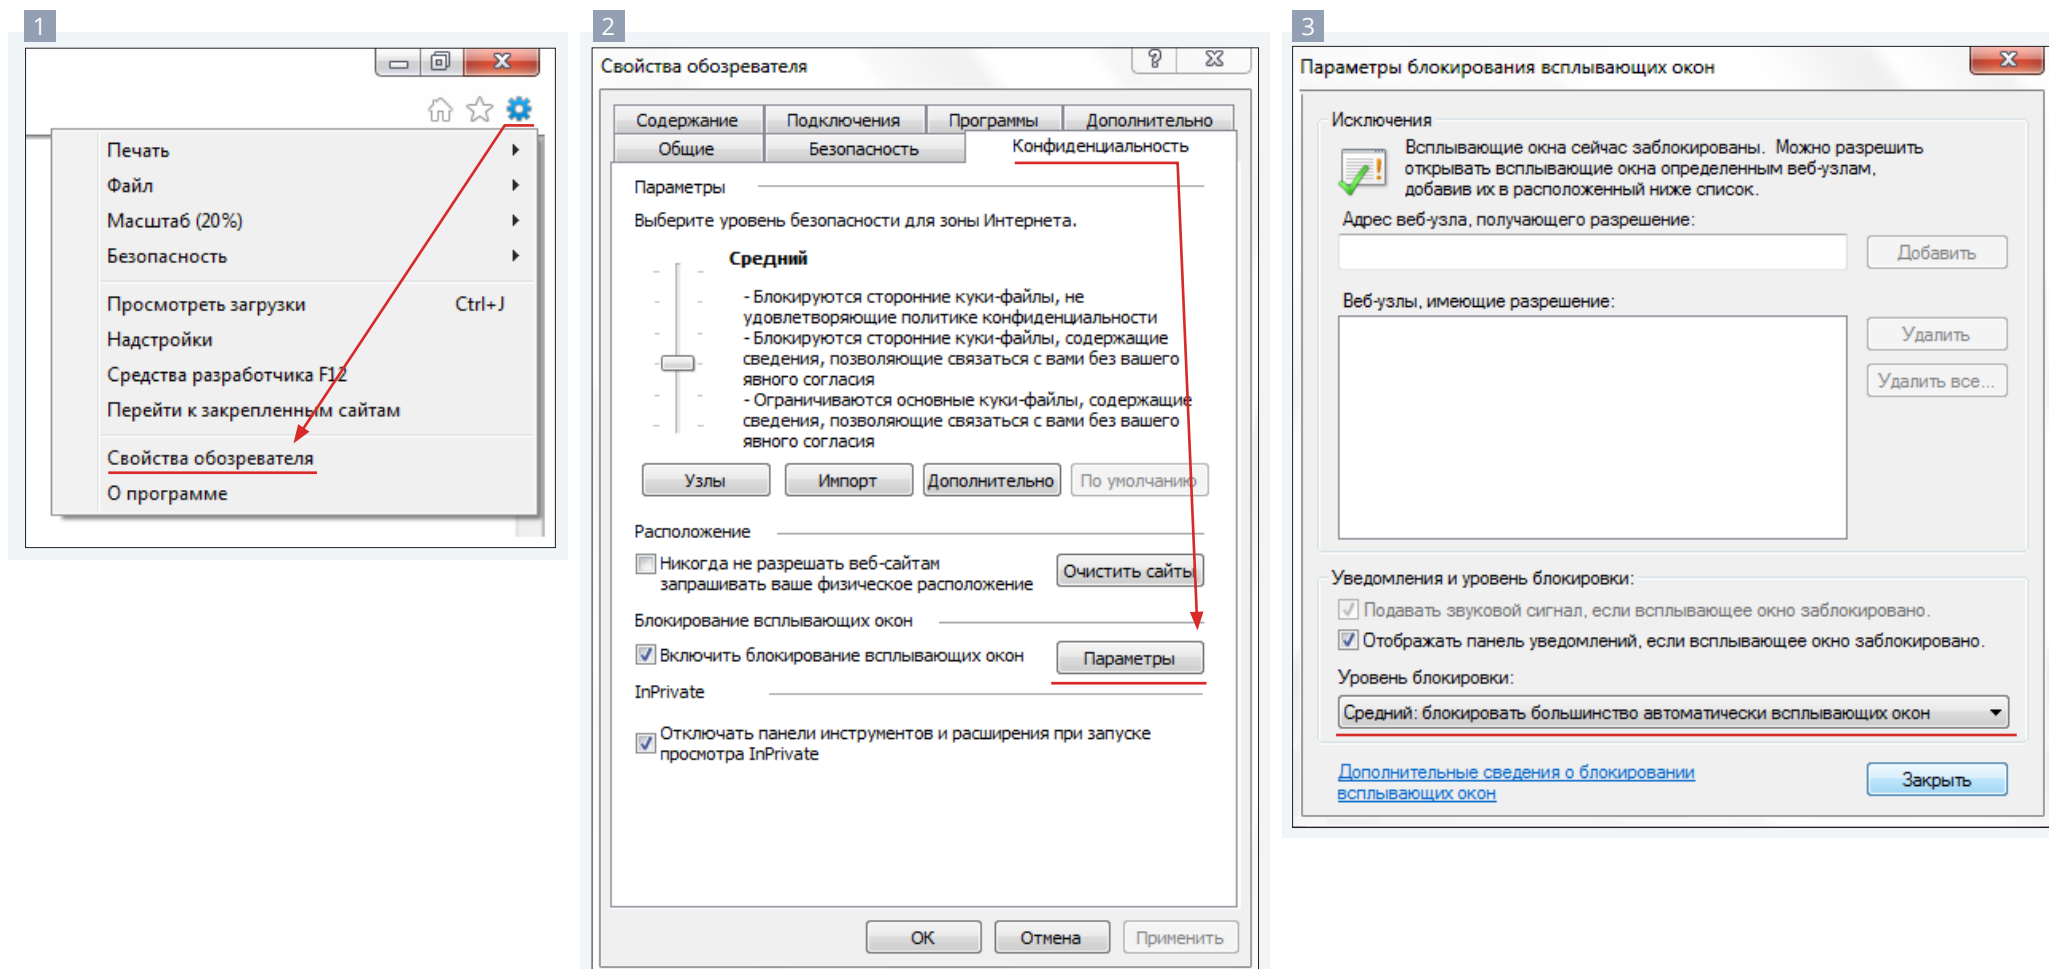 1
Печать
Файл
Масштаб (20%)
Безопасность
Просмотреть загрузки Ctrl+J
Надстройки
Средства разработчика F12
Перейти к закрепленным сайтам
Свойства обозревателя
О программе
2
Свойства обозревателя
Содержание Подключения Программы Дополнительно
Общие Безопасность Конфиденциальность
Параметры
Выберите уровень безопасности для зоны Интернета.
Средний
- Блокируются сторонние куки-файлы, не
удовлетворяющие политике конфиденциальности
- Блокируются сторонние куки-файлы, содержащие
сведения, позволяющие связаться с вами без вашего
явного согласия
- Ограничиваются основные куки-файлы, содержащие
сведения, позволяющие связаться с вами без вашего
явного согласия
Узлы Импорт Дополнительно По умолчанию
Расположение
Никогда не разрешать веб-сайтам
запрашивать ваше физическое расположение
Очистить сайты
Блокирование всплывающих окон
Включить блокирование всплывающих окон Параметры
InPrivate
Отключать панели инструментов и расширения при запуске
просмотра InPrivate
ОК Отмена Применить
3
Параметры блокирования всплывающих окон
Исключения
Всплывающие окна сейчас заблокированы. Можно разрешить
открывать всплывающие окна определенным веб-узлам,
добавив их в расположенный ниже список.
Адрес веб-узла, получающего разрешение:
Добавить
Веб-узлы, имеющие разрешение:
Удалить
Удалить все...
Уведомления и уровень блокировки:
Подавать звуковой сигнал, если всплывающее окно заблокировано.
Отображать панель уведомлений, если всплывающее окно заблокировано.
Уровень блокировки:
Средний: блокировать большинство автоматически всплывающих окон
Дополнительные сведения о блокировании
всплывающих окон
Закрыть